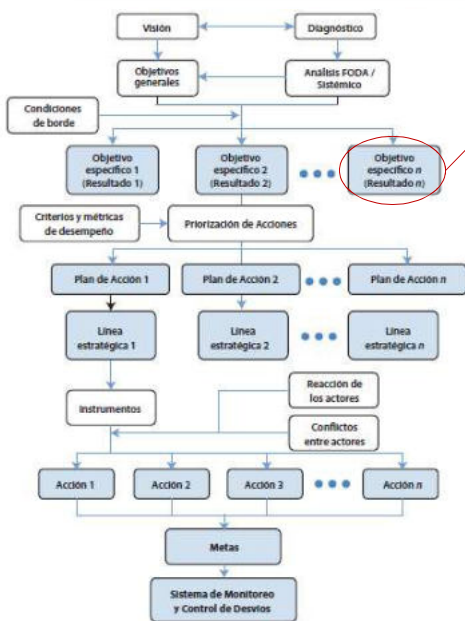 Visión
Diagnóstico
Objetivos
generales
Análisis FODA /
Sistémico
Condiciones
de borde
Objetivo
específico 1
(Resultado 1)
Objetivo
específico 2
(Resultado 2)
Objetivo
específico n
(Resultado n)
Criterios y métricas
de desempeño
Priorización de Acciones
Plan de Acción 1
Plan de Acción 2
Plan de Acción n
Línea
estratégica 1
Línea
estratégica 2
Línea
estratégica n
Reacción de
los actores
Instrumentos
Conflictos
entre actores
Acción 1
Acción 2
Acción 3
Acción n
Metas
Sistema de Monitoreo
y Control de Desvíos